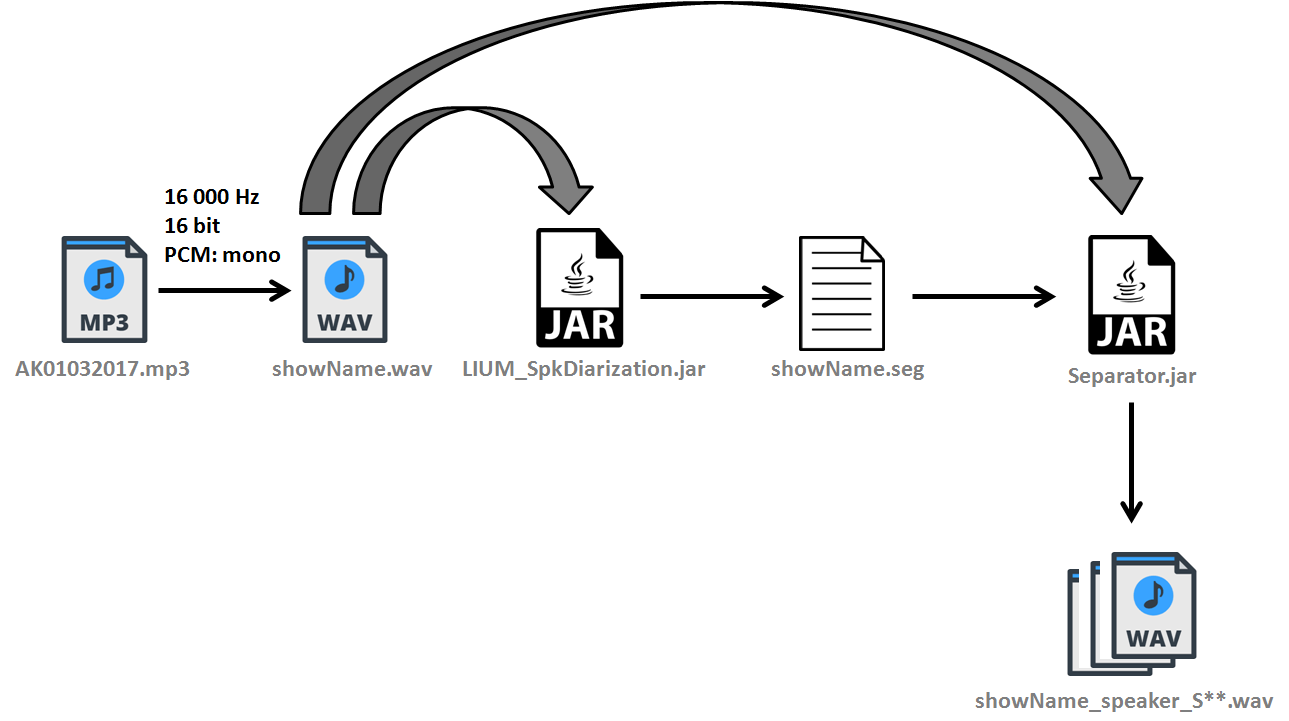 16 000 Hz
16 bit
PCM: mono
MP3
WAV
JAR
JAR
AK01032017.mp3
showName.wav
LIUM_SpkDiarization.jar
showName.seg
Separator.jar
WAV
showName_speaker_S**.wav